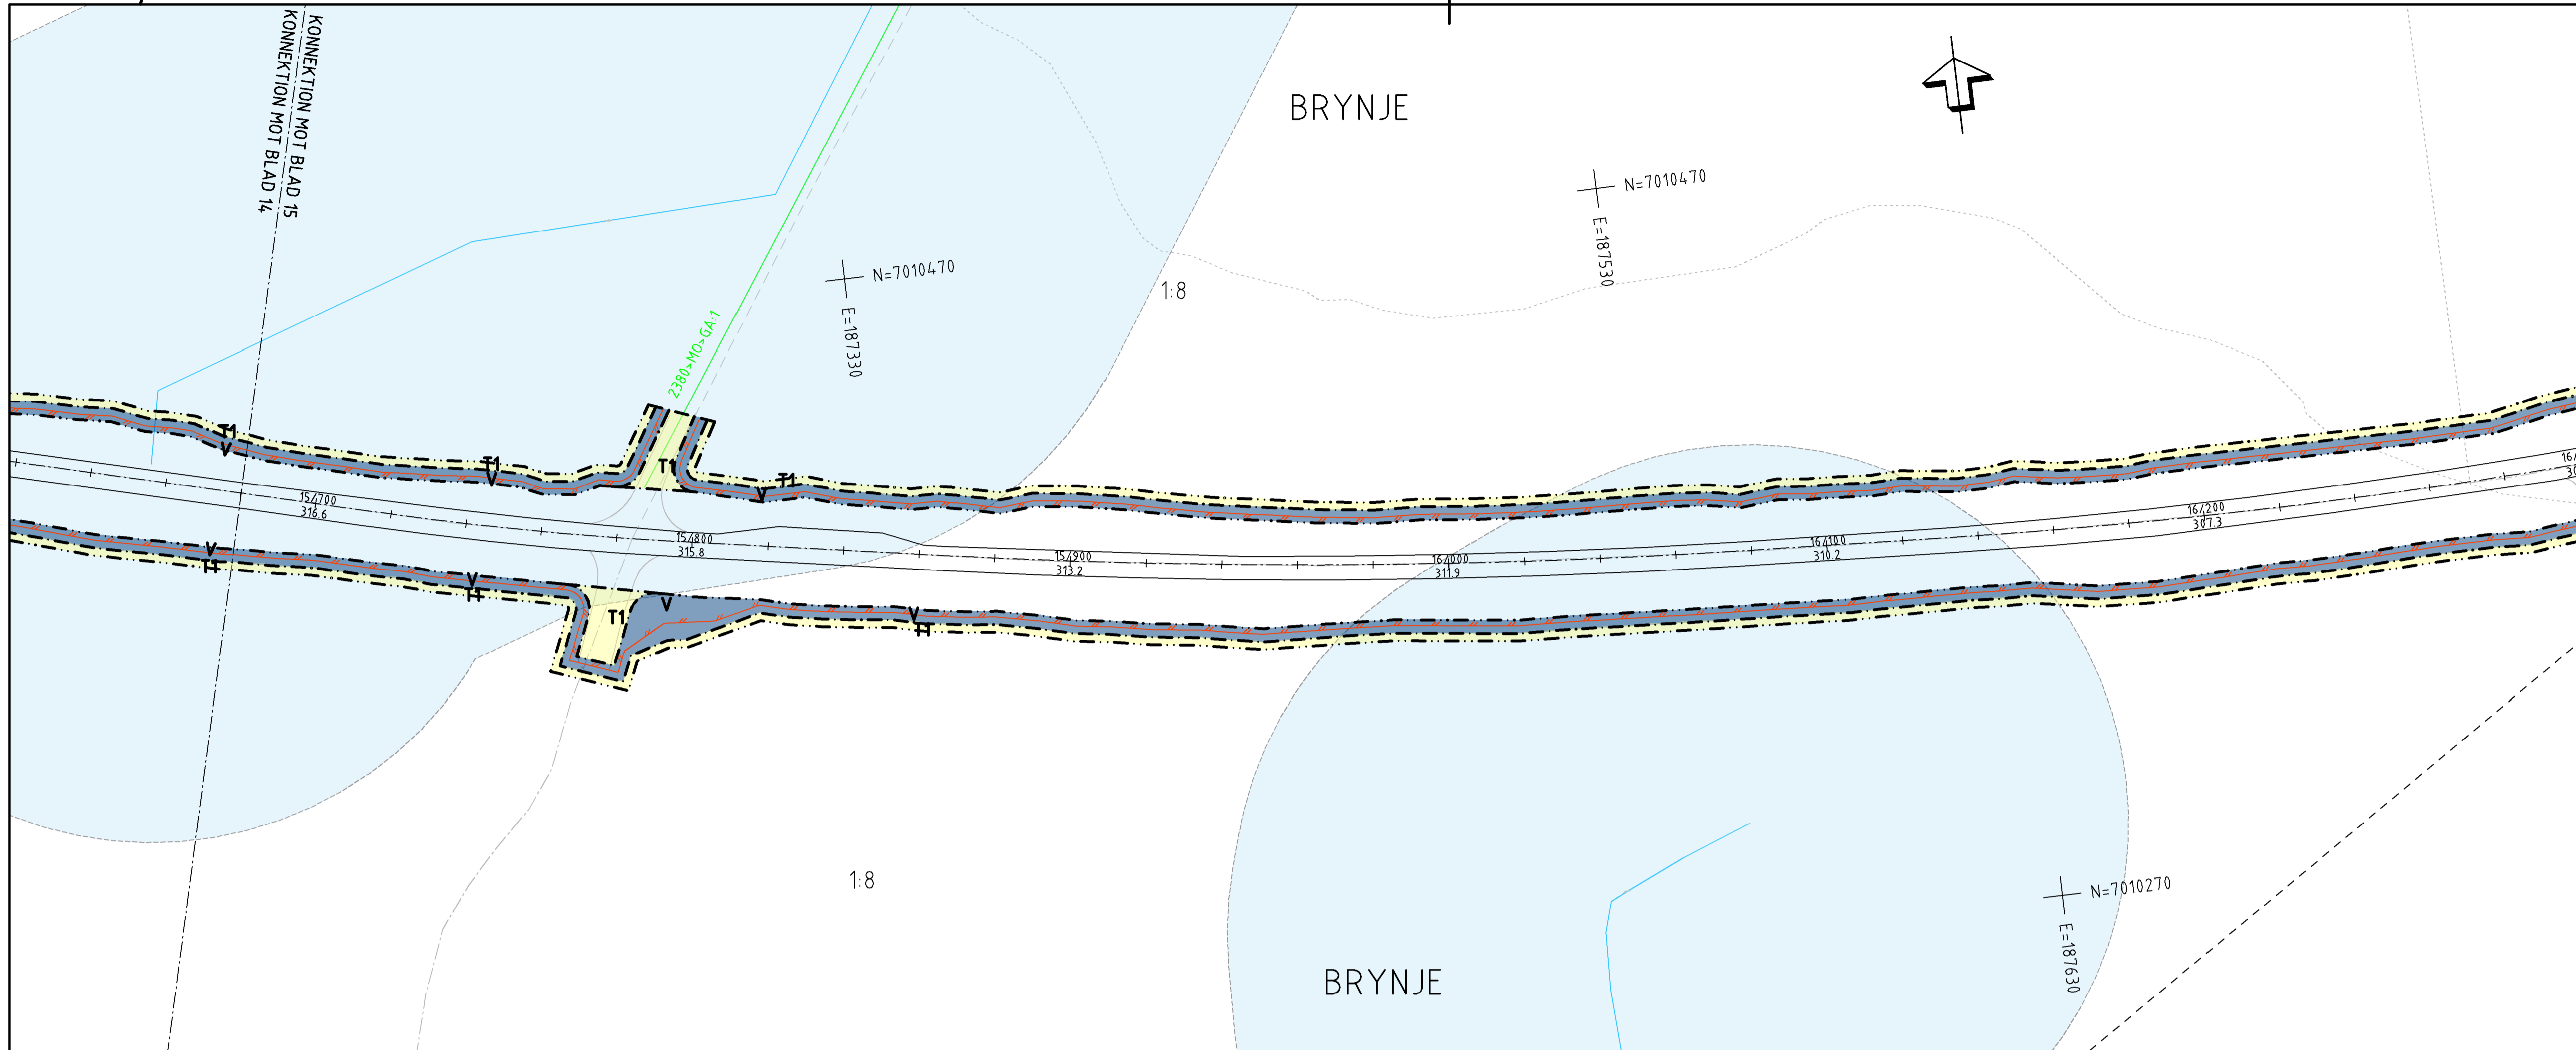 KONNEKTION MOT BLAD 15
KONNEKTION MOT BLAD 14
BRYNJE
N=7010470
E=187530
N=7010470
E=187330
1:8
2380>MO>GA:1
T1
V
T1
V
T1
T1
V
15/700
316.6
15/800
315.8
15/900
313.2
16/000
311.9
16/100
310.2
16/200
307.3
V
T1
V
T1
T1
V
V
T1
1:8
N=7010270
E=187630
BRYNJE